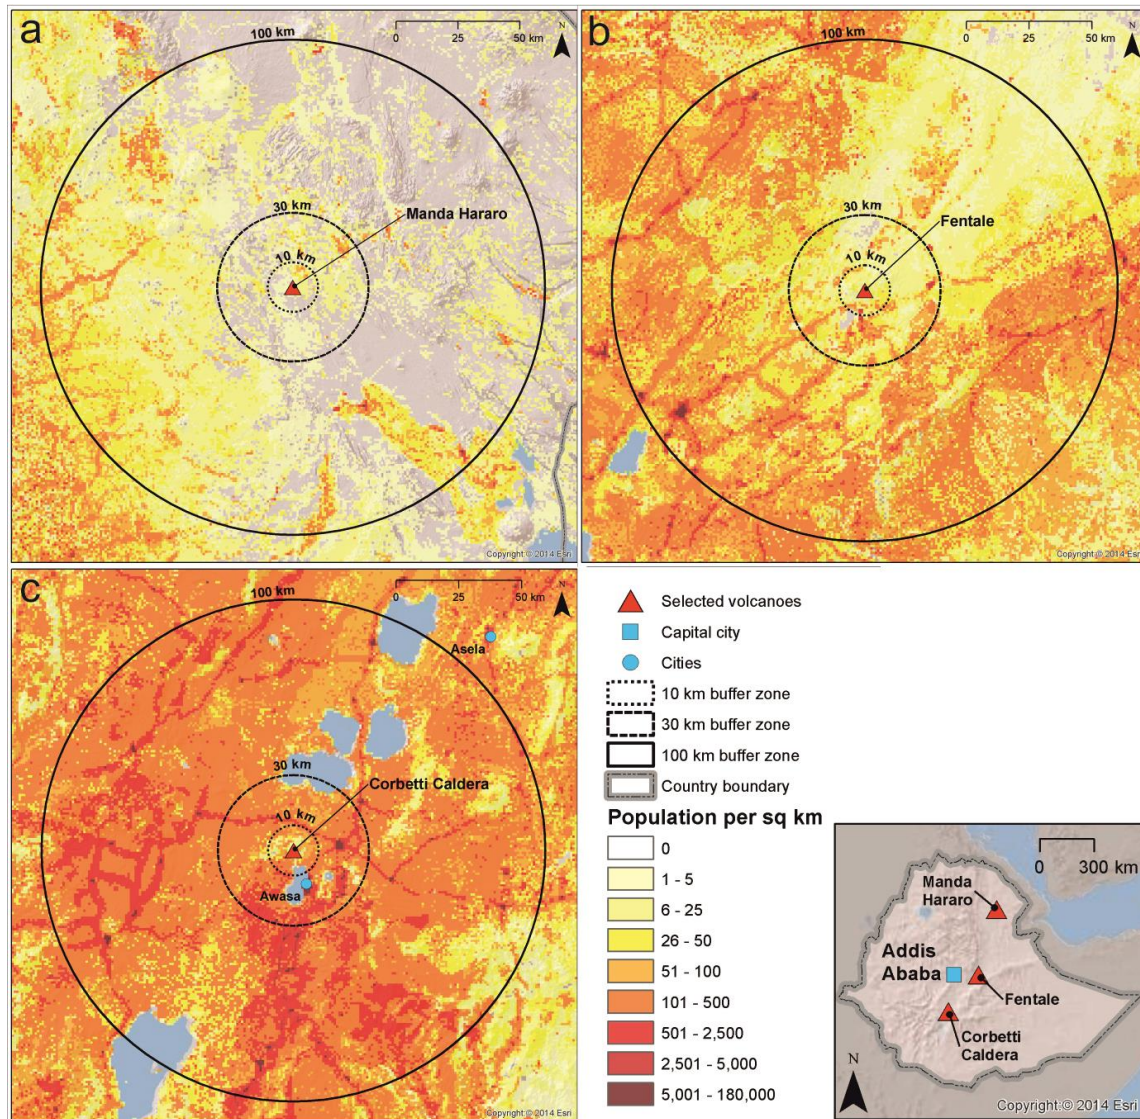 a
100 km
0 25 50 km
N
30 km
Manda Hararo
10 km
Copyright: © 2014 Esri
b
100 km
0 25 50 km
N
30 km
Fentale
10 km
Copyright: © 2014 Esri
c
100 km
0 25 50 km
N
Asela
30 km
Corbetti Caldera
10 km
Awasa
Copyright: © 2014 Esri
Selected volcanoes
Capital city
Cities
10 km buffer zone
30 km buffer zone
100 km buffer zone
Country boundary
Population per sq km
0
1 - 5
6 - 25
26 - 50
51 - 100
101 - 500
501 - 2,500
2,501 - 5,000
5,001 - 180,000
0 300 km
Manda
Hararo
Addis
Ababa
Fentale
Corbetti
Caldera
N
Copyright:© 2014 Esri